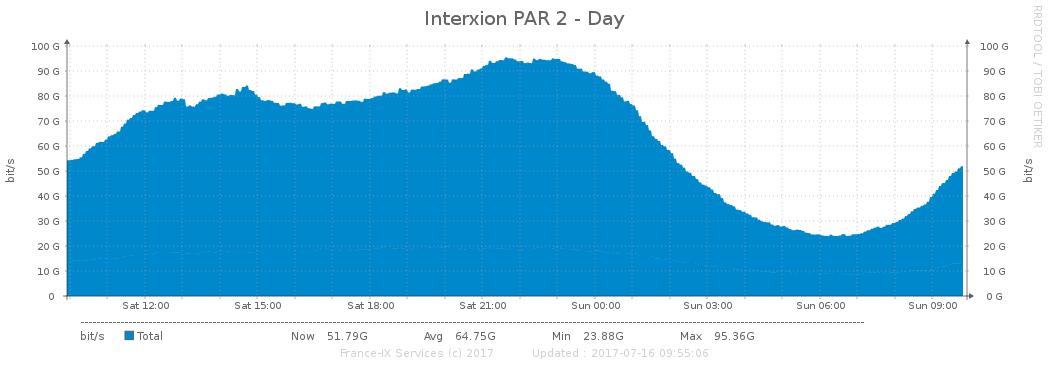 Interxion PAR 2 - Day
RRDTOOL / TOBI OETIKER
100 G 100 G
90 G 90 G
80 G 80 G
70 G 70 G
60 G 60 G
50 G 50 G
40 G 40 G
30 G 30 G
20 G 20 G
10 G 10 G
0 0 G
bit/s bit/s
Sat 12:00 Sat 15:00 Sat 18:00 Sat 21:00 Sun 00:00 Sun 03:00 Sun 06:00 Sun 09:00
bit/s Total Now 51.79G Avg 64.75G Min 23.88G Max 95.36G
France-IX Services (c) 2017 Updated : 2017-07-16 09:55:06